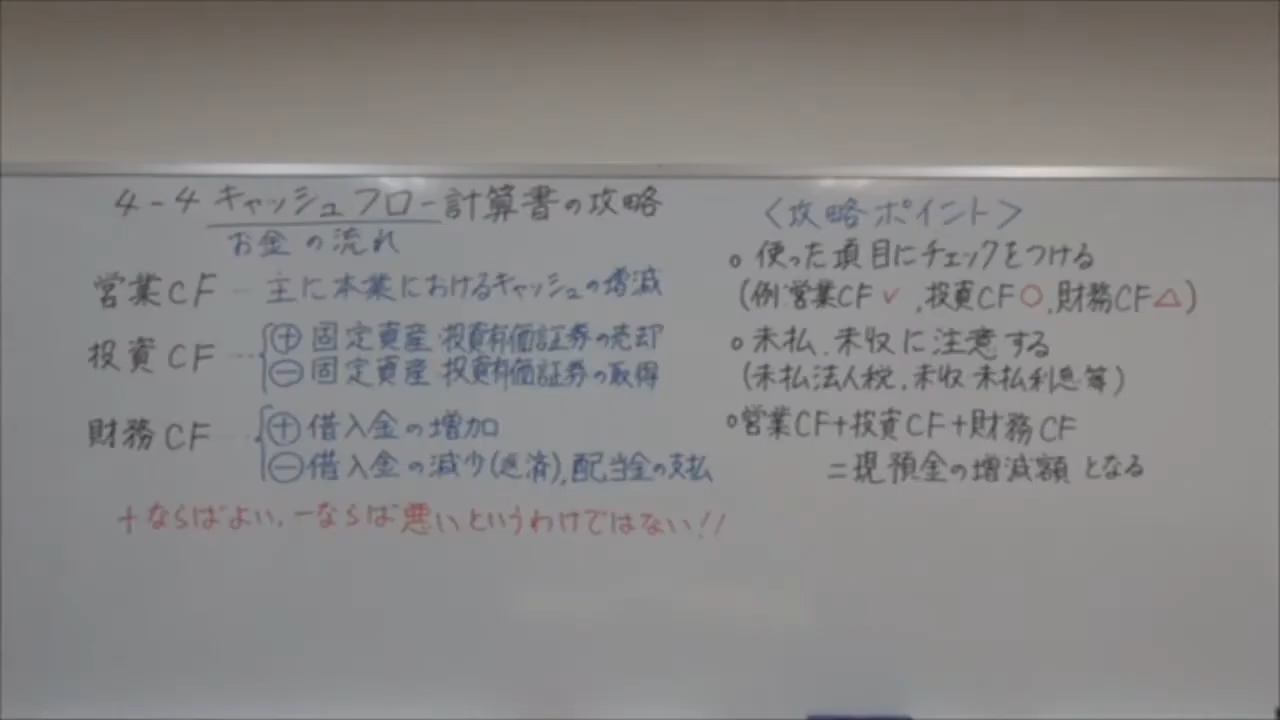 4-4 キャッシュフロー計算書の攻略
お金の流れ
営業CF … 主に本業におけるキャッシュの増減
投資CF … ⊕ 固定資産・投資有価証券の売却
⊖ 固定資産・投資有価証券の取得
財務CF … ⊕ 借入金の増加
⊖ 借入金の減少(返済),配当金の支払
+ならばよい,-ならば悪いというわけではない!!
〈攻略ポイント〉
○ 使った項目にチェックをつける
(例 営業CF ✓ ,投資CF○,財務CF△)
○ 未払,未収に注意する
(未払法人税,未収・未払利息等)
○営業CF+投資CF+財務CF
=現預金の増減額 となる